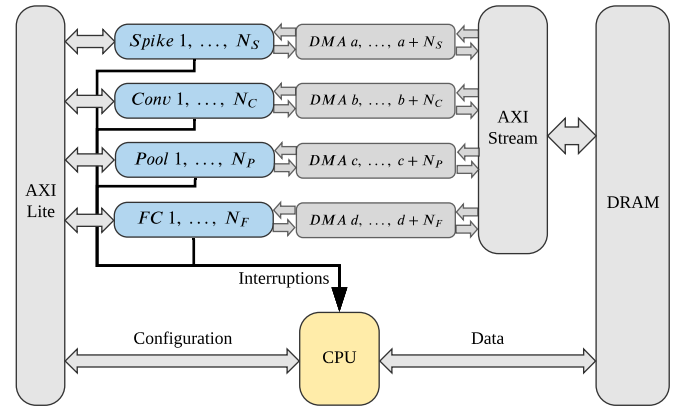 Spike 1, ..., N_S
DMA a, ..., a + N_S
Conv 1, ..., N_C
DMA b, ..., b + N_C
AXI
Stream
Pool 1, ..., N_P
DMA c, ..., c + N_P
AXI
Lite
DRAM
FC 1, ..., N_F
DMA d, ..., d + N_F
Interruptions
Configuration
CPU
Data